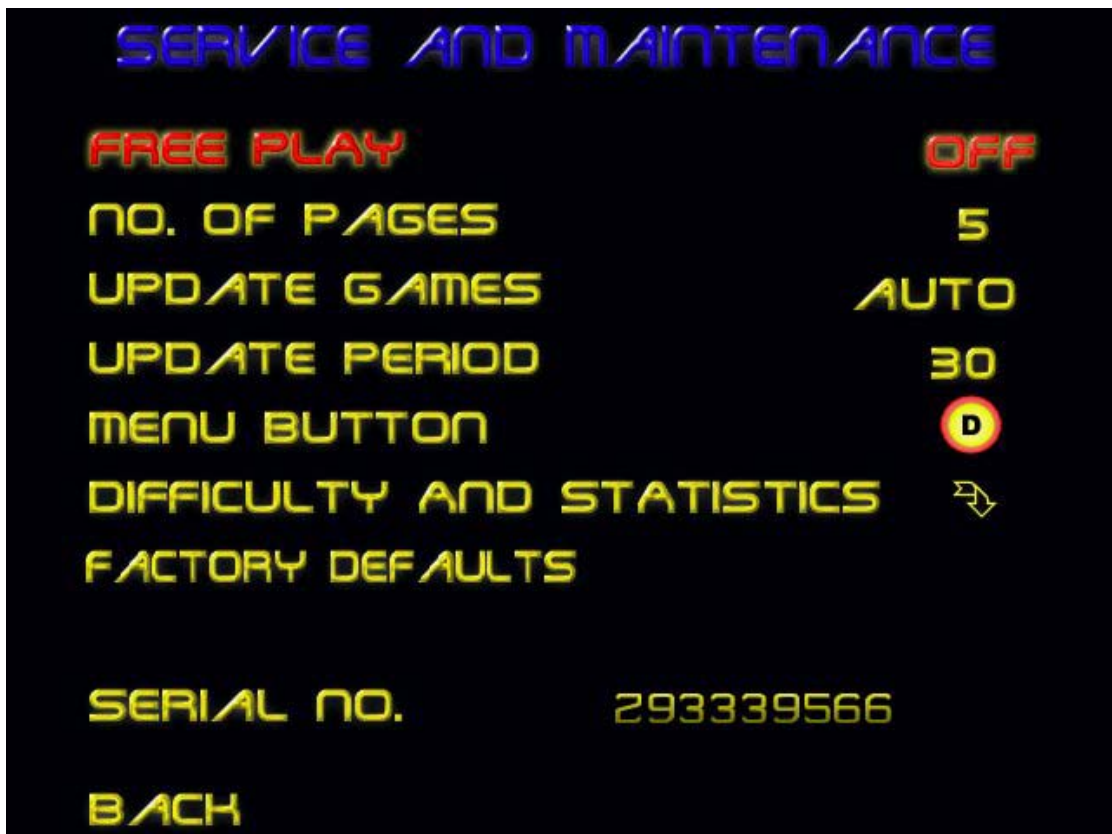 SERVICE AND MAINTENANCE
FREE PLAY OFF
NO. OF PAGES 5
UPDATE GAMES AUTO
UPDATE PERIOD 30
MENU BUTTON D
DIFFICULTY AND STATISTICS
FACTORY DEFAULTS
SERIAL NO. 293339566
BACK